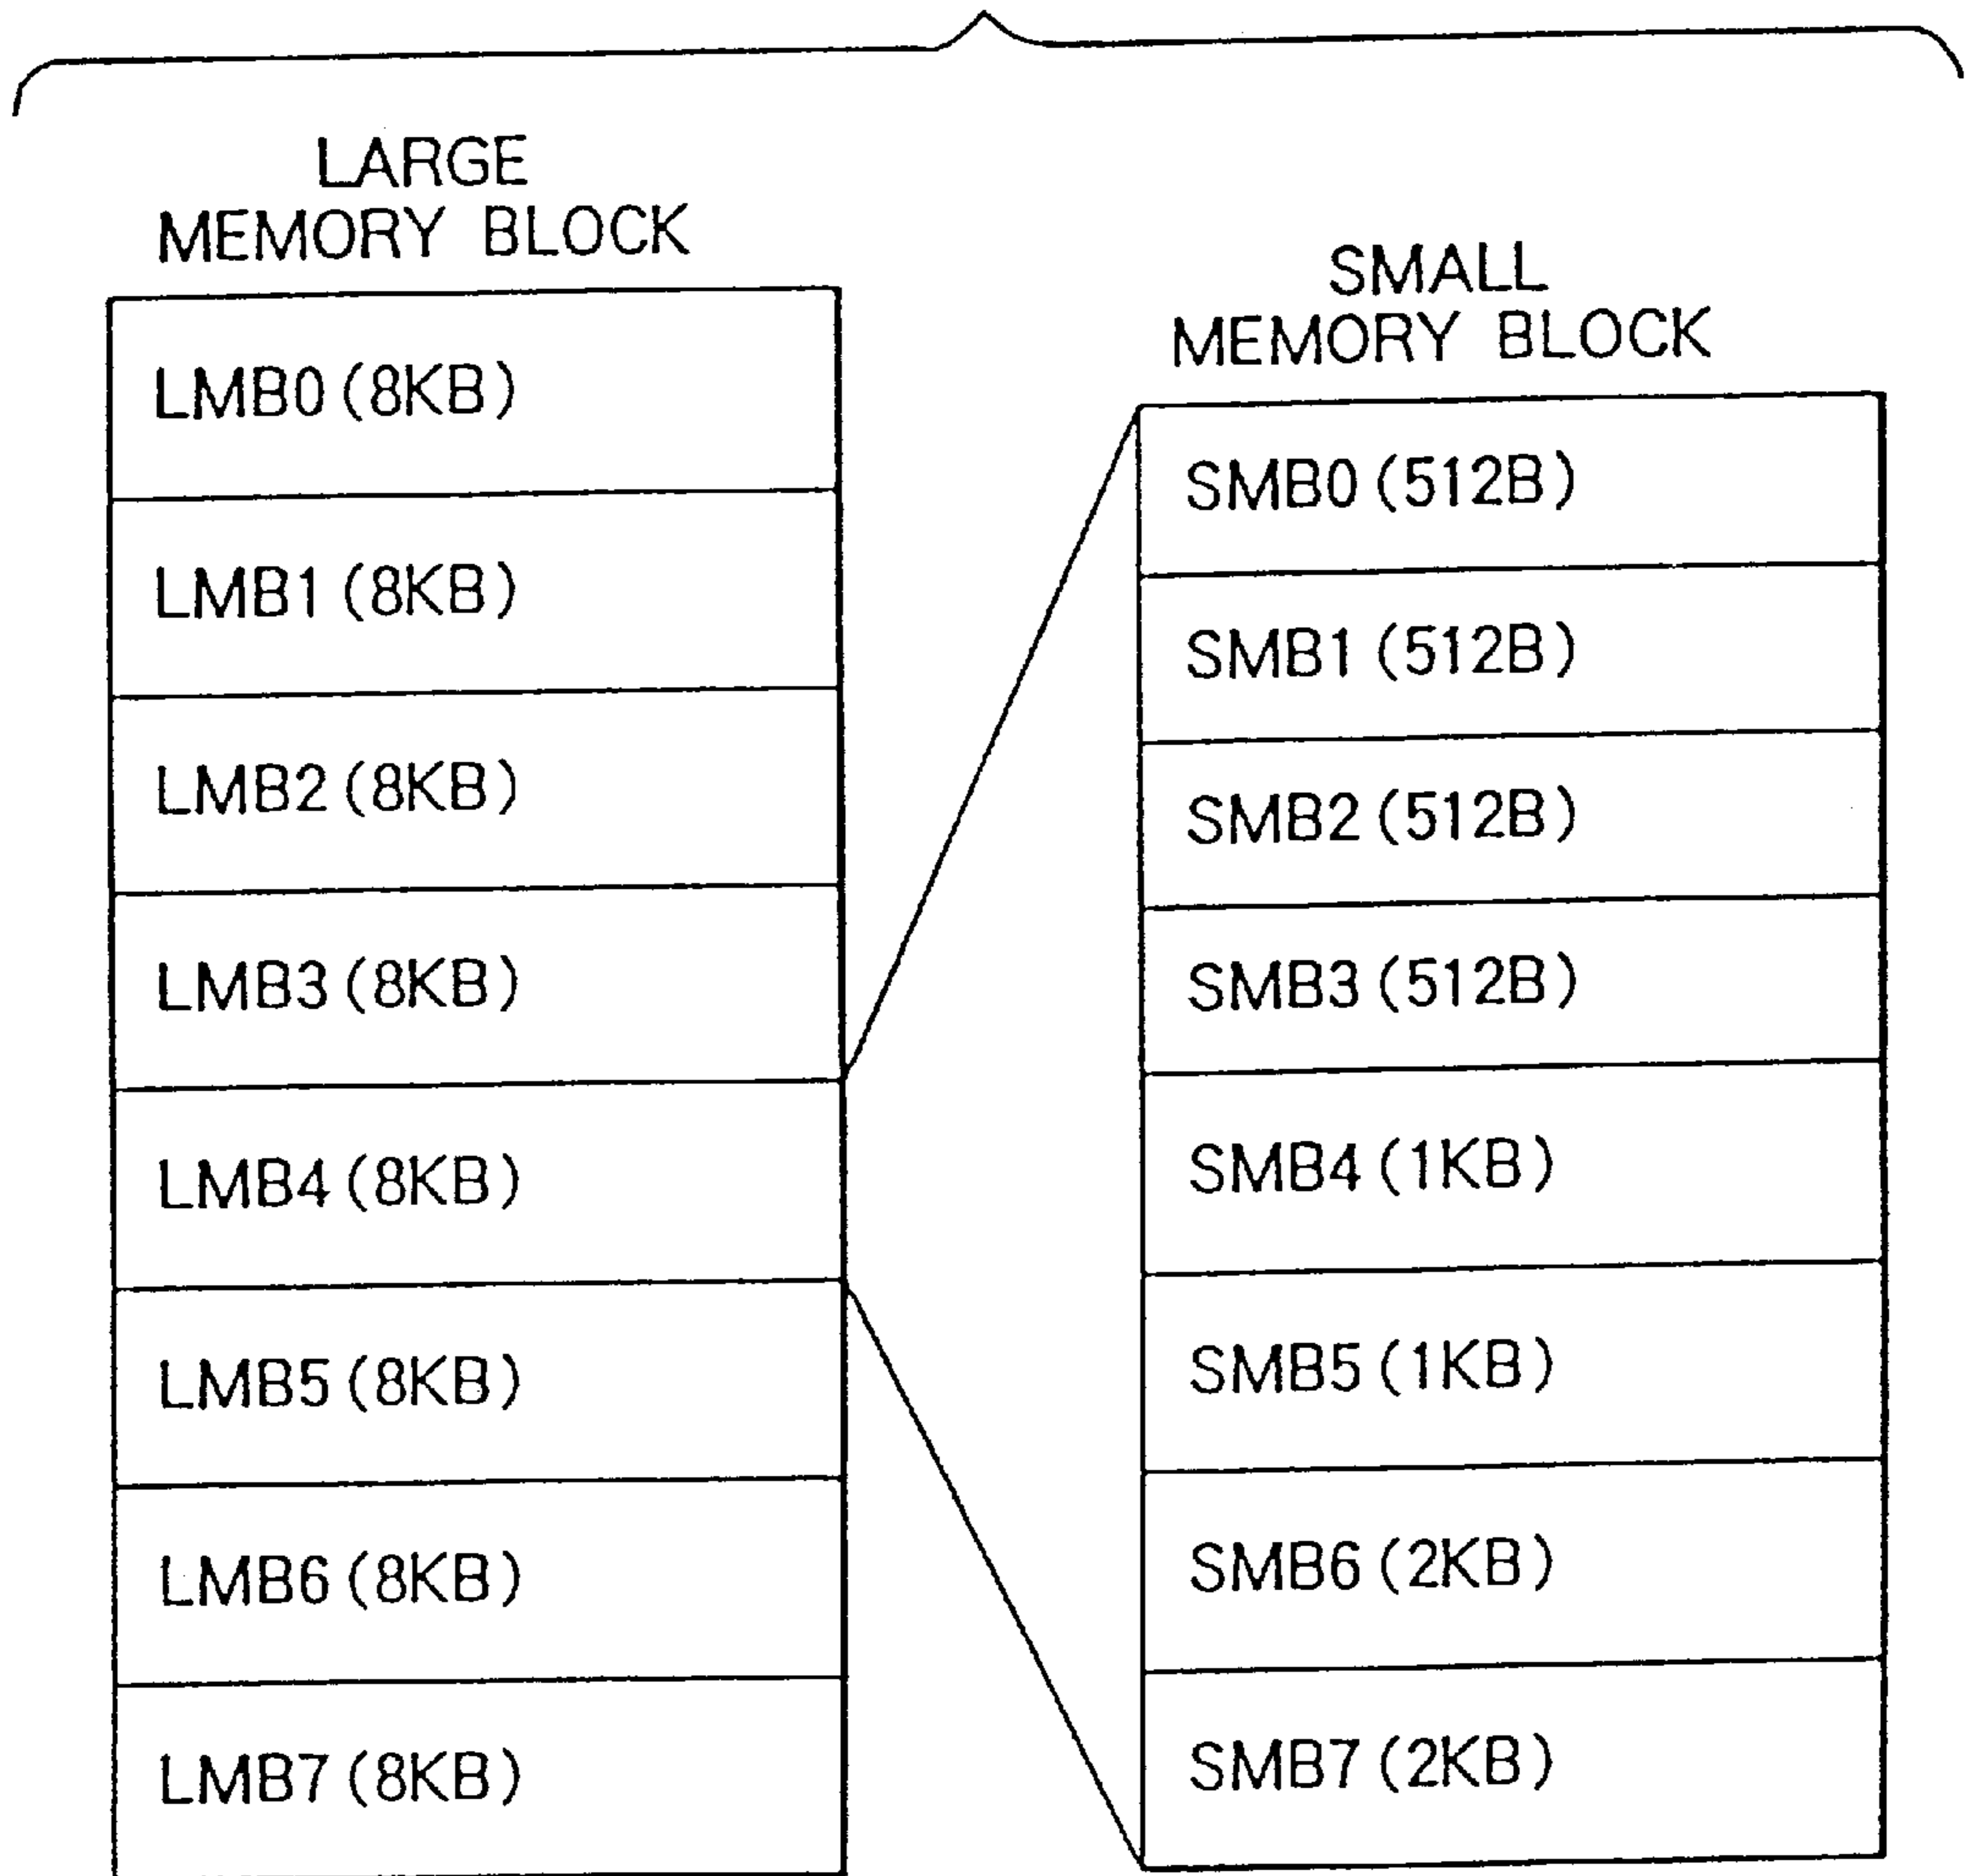 LARGE
MEMORY BLOCK
LMB0(8KB)
LMB1(8KB)
LMB2(8KB)
LMB3(8KB)
LMB4(8KB)
LMB5(8KB)
LMB6(8KB)
LMB7(8KB)
SMALL
MEMORY BLOCK
SMB0(512B)
SMB1(512B)
SMB2(512B)
SMB3(512B)
SMB4(1KB)
SMB5(1KB)
SMB6(2KB)
SMB7(2KB)